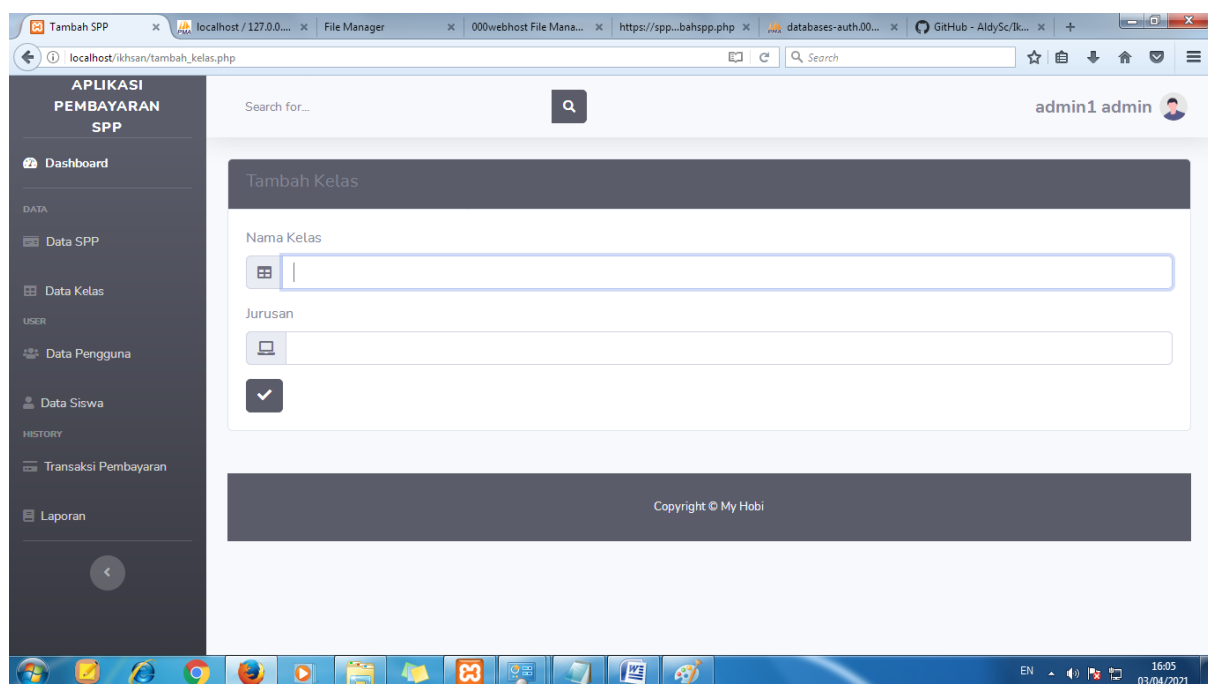 Tambah SPP
localhost / 127.0.0....
File Manager
000webhost File Mana...
https://spp...bahspp.php
databases-auth.00...
GitHub - AldySc/Ik...
localhost/ikhsan/tambah_kelas.php
Search
APLIKASI
PEMBAYARAN
SPP
Search for...
admin1 admin
Dashboard
Tambah Kelas
DATA
Data SPP
Nama Kelas
Data Kelas
Jurusan
USER
Data Pengguna
Data Siswa
HISTORY
Transaksi Pembayaran
Copyright © My Hobi
Laporan
EN
16:05
03/04/2021